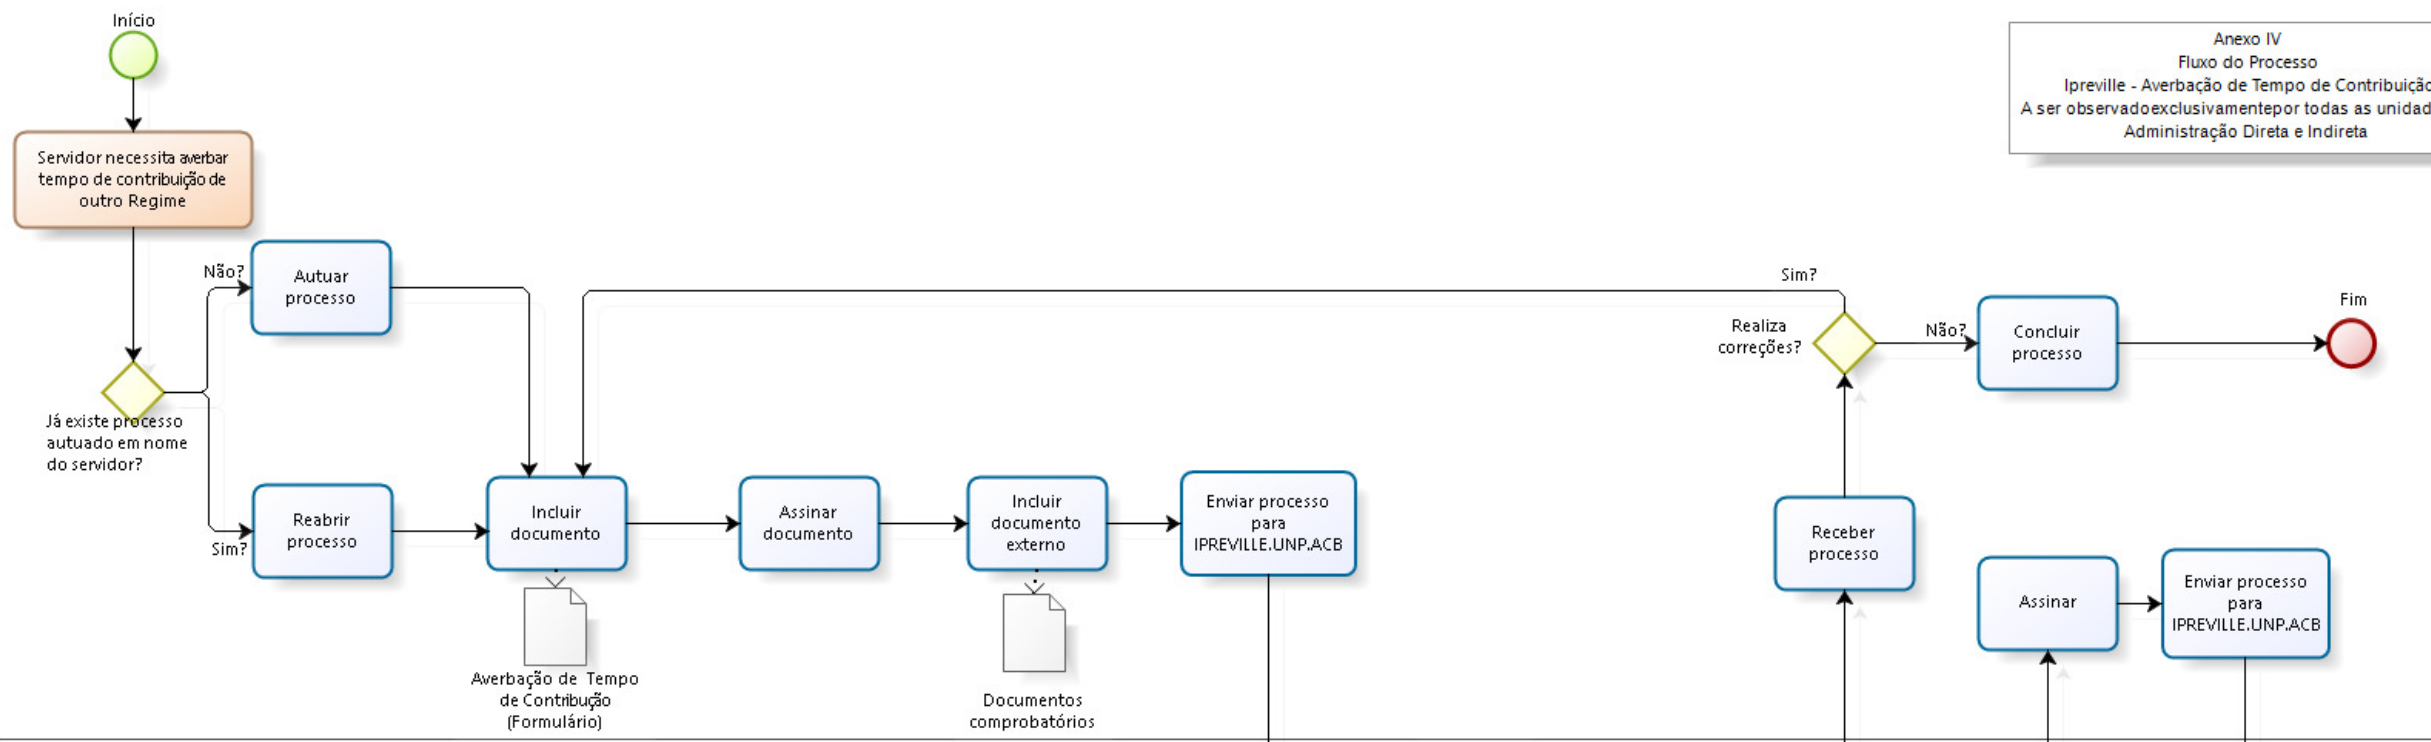 Início
Anexo IV
Fluxo do Processo
Ipreville - Averbação de Tempo de Contribuição
A ser observadoexclusivamentepor todas as unidad
Administração Direta e Indireta
Servidor necessita averbar
tempo de contribuição de
outro Regime
Não?
Autuar
processo
Sim?
Realiza
correções?
Não?
Concluir
processo
Fim
Já existe processo
autuado em nome
do servidor?
Sim?
Reabrir
processo
Incluir
documento
Assinar
documento
Incluir
documento
externo
Enviar processo
para
IPREVILLE.UNP.ACB
Receber
processo
Assinar
Enviar processo
para
IPREVILLE.UNP.ACB
Averbação de Tempo
de Contribução
(Formulário)
Documentos
comprobatórios